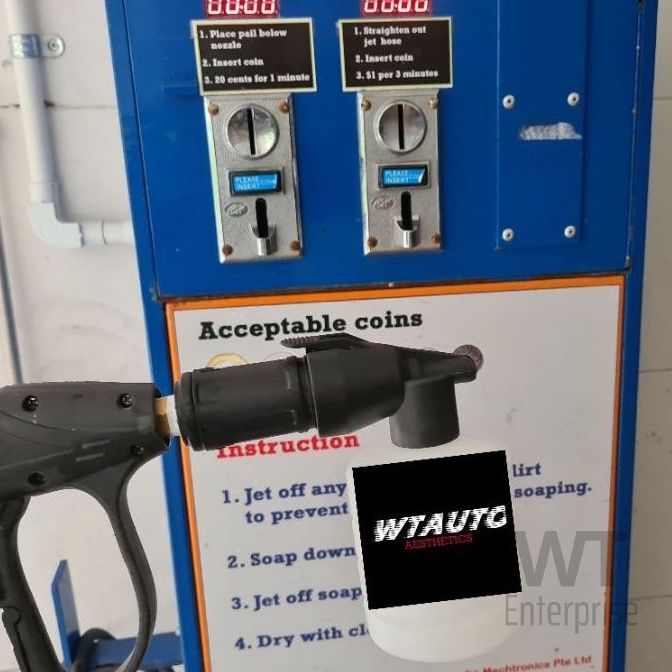 00:00 00:00
1. Place pail below
nozzle
2. Insert coin
3. 20 cents for 1 minute
1. Straighten out
jet hose
2. Insert coin
3. $1 per 3 minutes
PLEASE
INSERT COIN
PLEASE
INSERT COIN
Acceptable coins
Instruction
1. Jet off any dirt
to prevent soaping.
2. Soap down
3. Jet off soap
4. Dry with cl
Mechtronics Pte Ltd
WTAUTO
AESTHETICS
WT
Enterprise